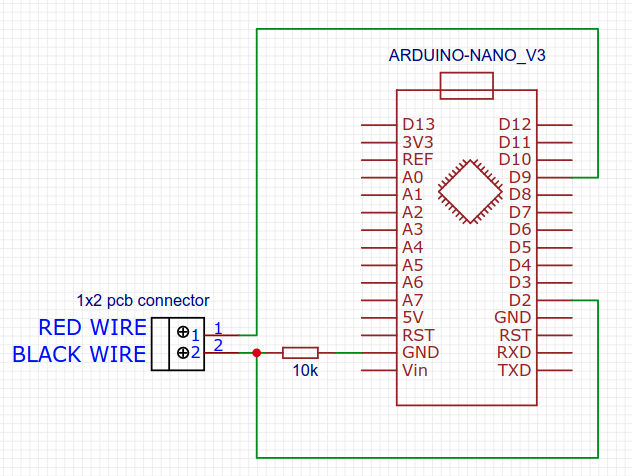 ARDUINO-NANO_V3
D13 D12
3V3 D11
REF D10
A0 D9
A1 D8
A2 D7
A3 D6
A4 D5
A5 D4
A6 D3
A7 D2
5V GND
RST RST
GND RXD
Vin TXD
1x2 pcb connector
RED WIRE 1 1
BLACK WIRE 2 2
10k